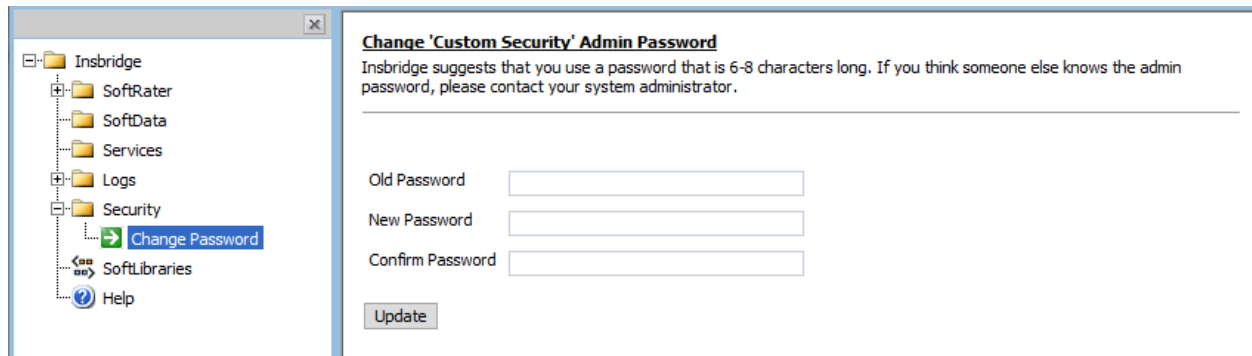 Insbridge
SoftRater
SoftData
Services
Logs
Security
Change Password
SoftLibraries
Help
Change 'Custom Security' Admin Password
Insbridge suggests that you use a password that is 6-8 characters long. If you think someone else knows the admin
password, please contact your system administrator.
Old Password
New Password
Confirm Password
Update